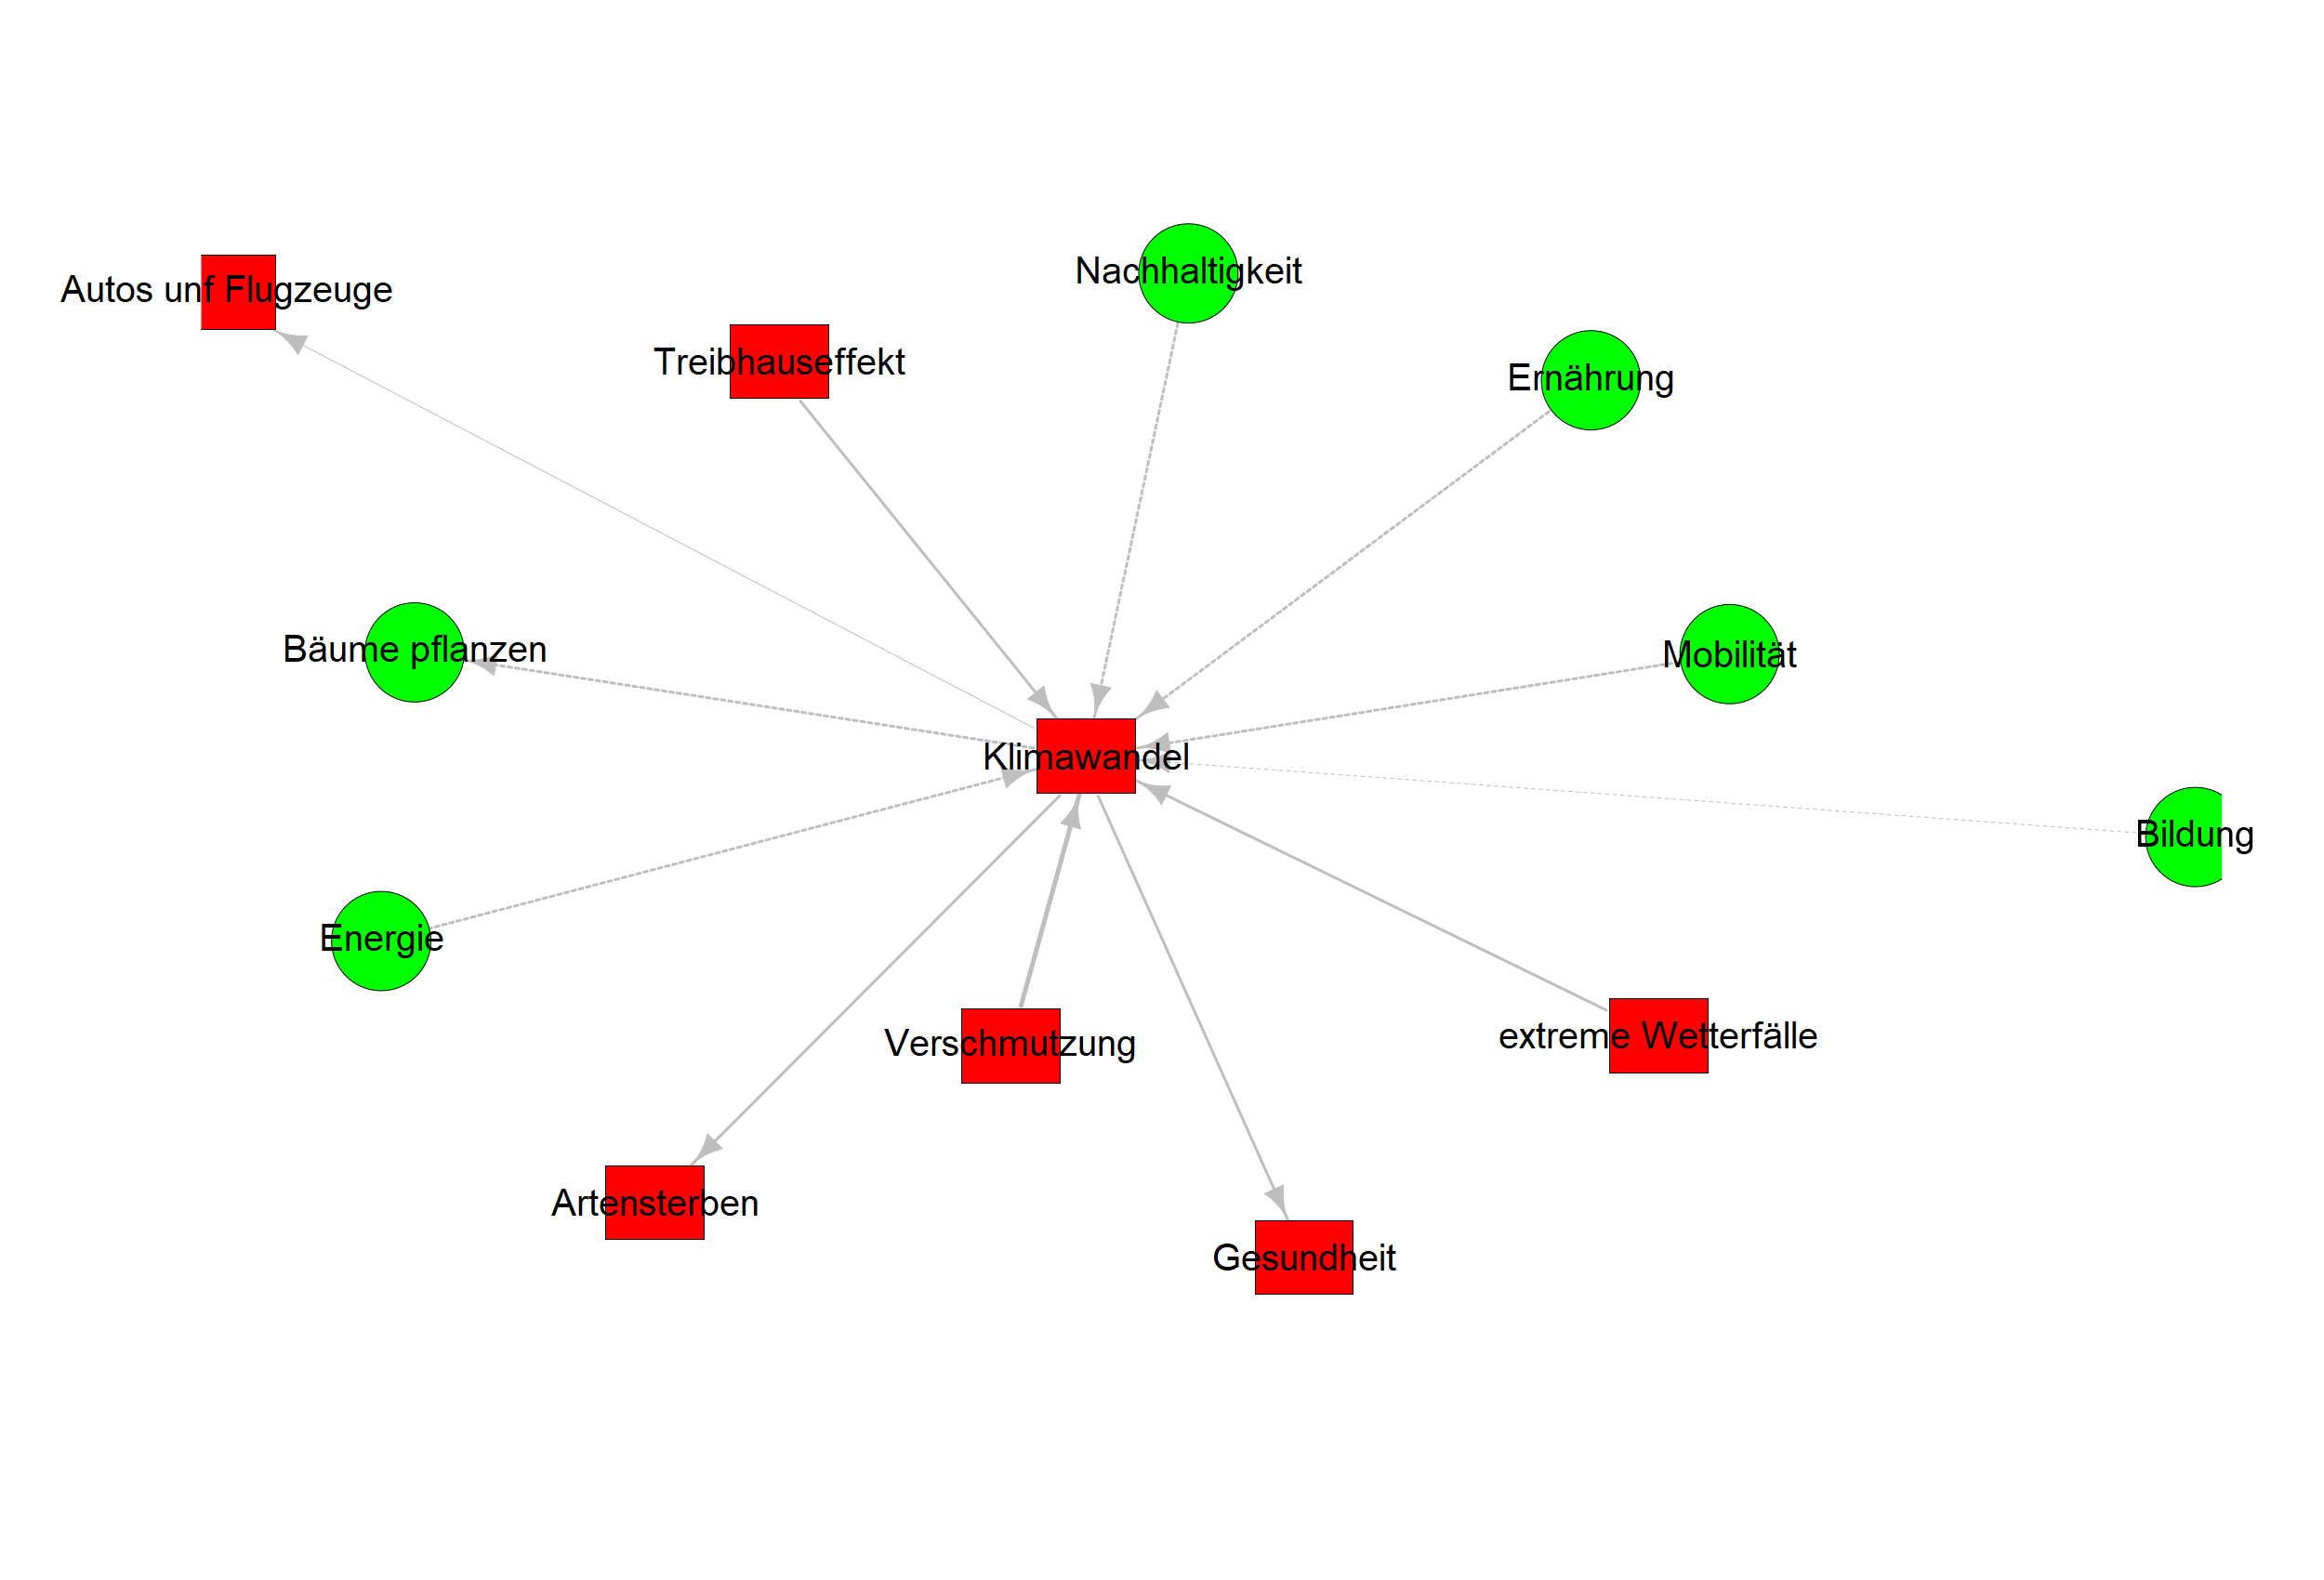 Nachhaltigkeit
Autos unf Flugzeuge
Treibhauseffekt
Ernährung
Bäume pflanzen
Mobilität
Klimawandel
Bildung
Energie
extreme Wetterfälle
Verschmutzung
Artensterben
Gesundheit